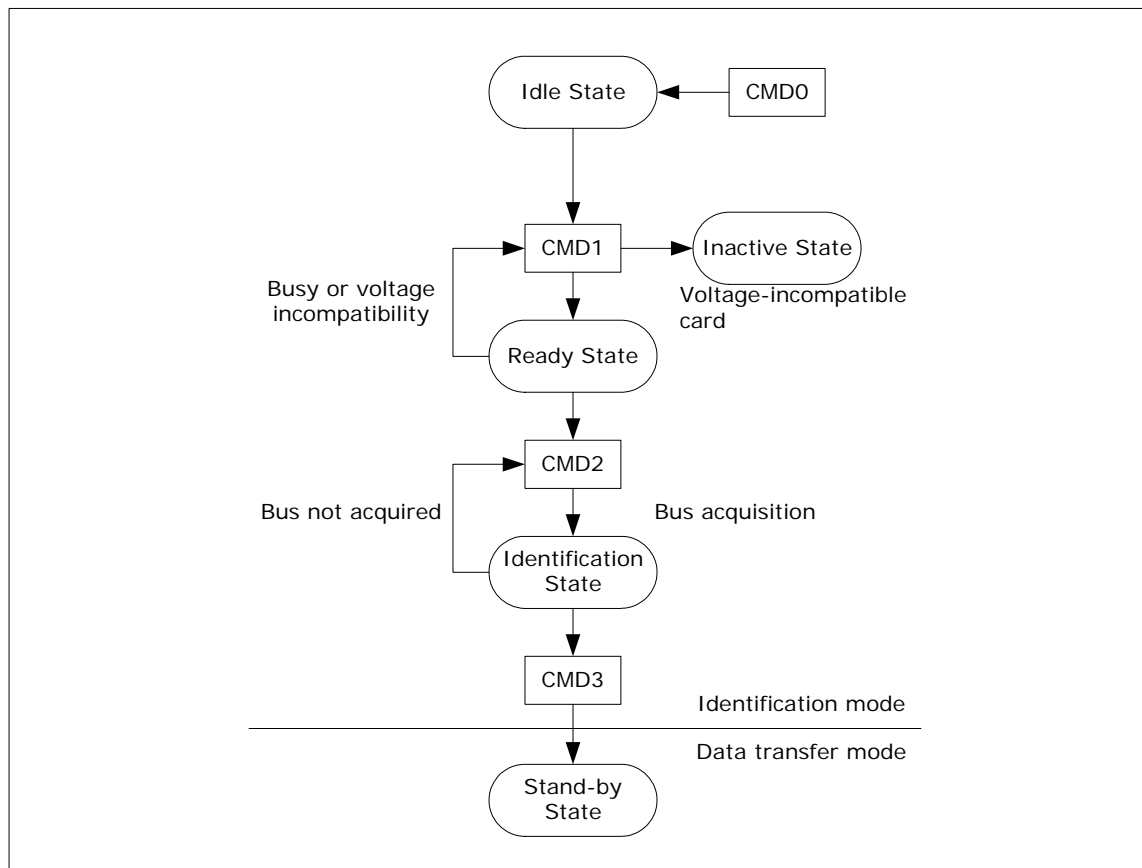 Idle State
CMD0
CMD1
Inactive State
Busy or voltage
incompatibility
Voltage-incompatible
card
Ready State
CMD2
Bus not acquired
Bus acquisition
Identification
State
CMD3
Identification mode
Data transfer mode
Stand-by
State